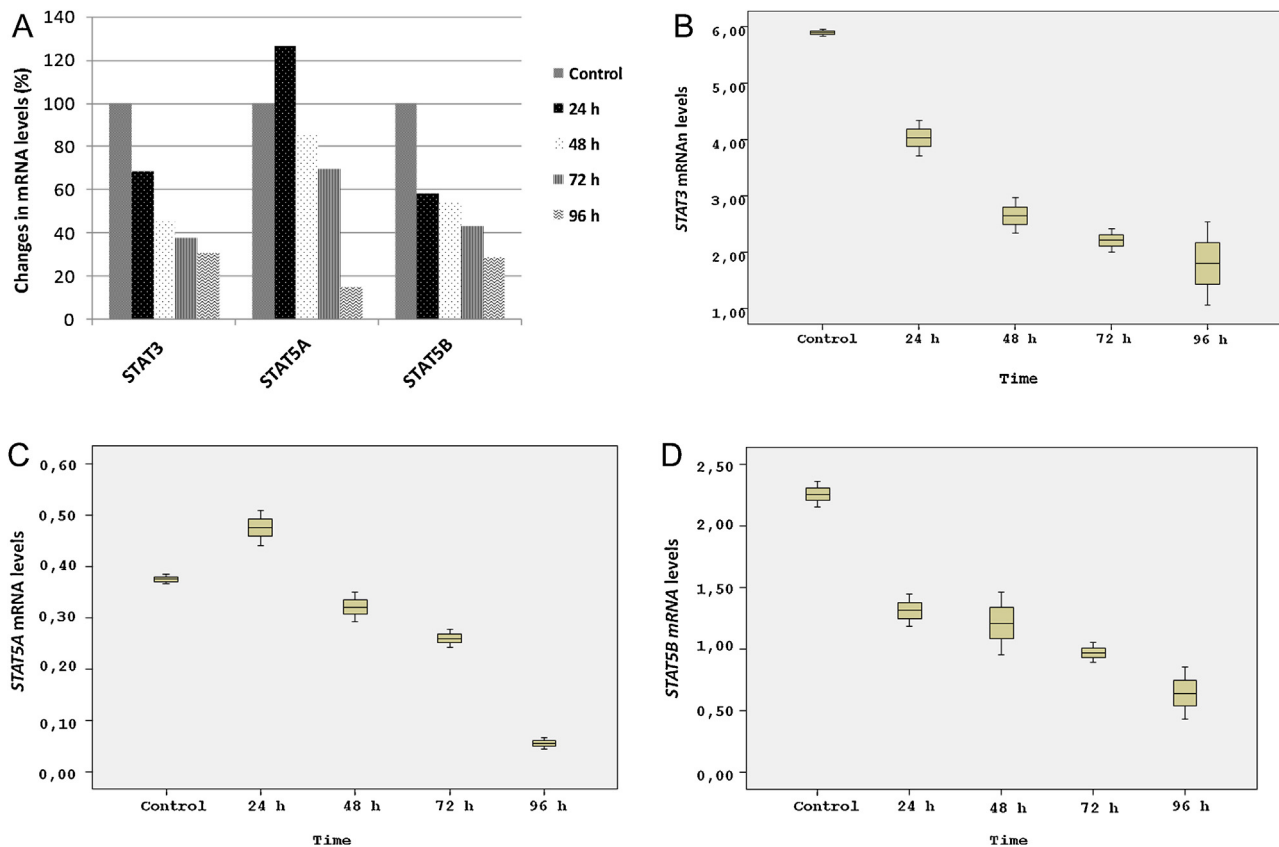 A
Changes in mRNA levels (%)
140
120
100
80
60
40
20
0
STAT3
STAT5A
STAT5B
Control
24 h
48 h
72 h
96 h
B
STAT3 mRNAn levels
6,00
5,00
4,00
3,00
2,00
1,00
Control 24 h 48 h 72 h 96 h
Time
C
STAT5A mRNA levels
0,60
0,50
0,40
0,30
0,20
0,10
0,00
Control 24 h 48 h 72 h 96 h
Time
D
STAT5B mRNA levels
2,50
2,00
1,50
1,00
0,50
0,00
Control 24 h 48 h 72 h 96 h
Time